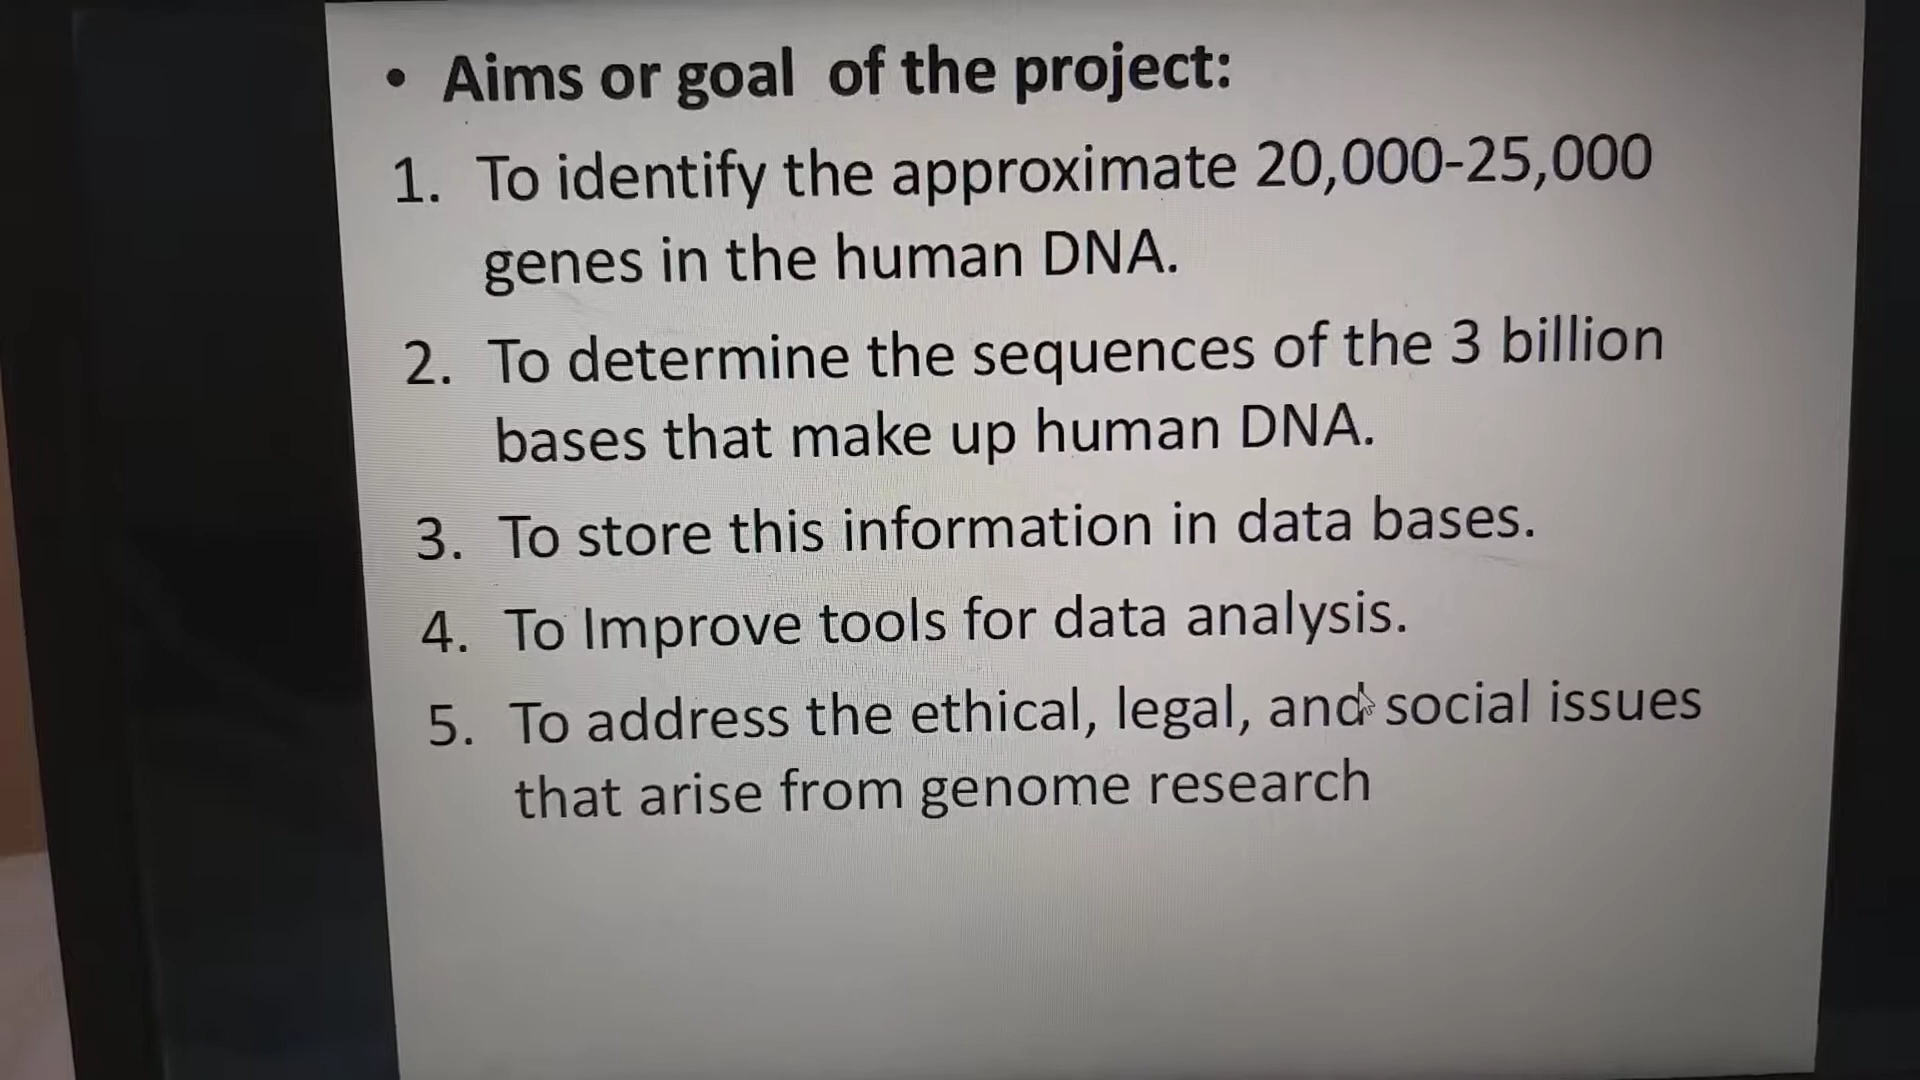 • Aims or goal of the project:
1. To identify the approximate 20,000-25,000
genes in the human DNA.
2. To determine the sequences of the 3 billion
bases that make up human DNA.
3. To store this information in data bases.
4. To Improve tools for data analysis.
5. To address the ethical, legal, and social issues
that arise from genome research